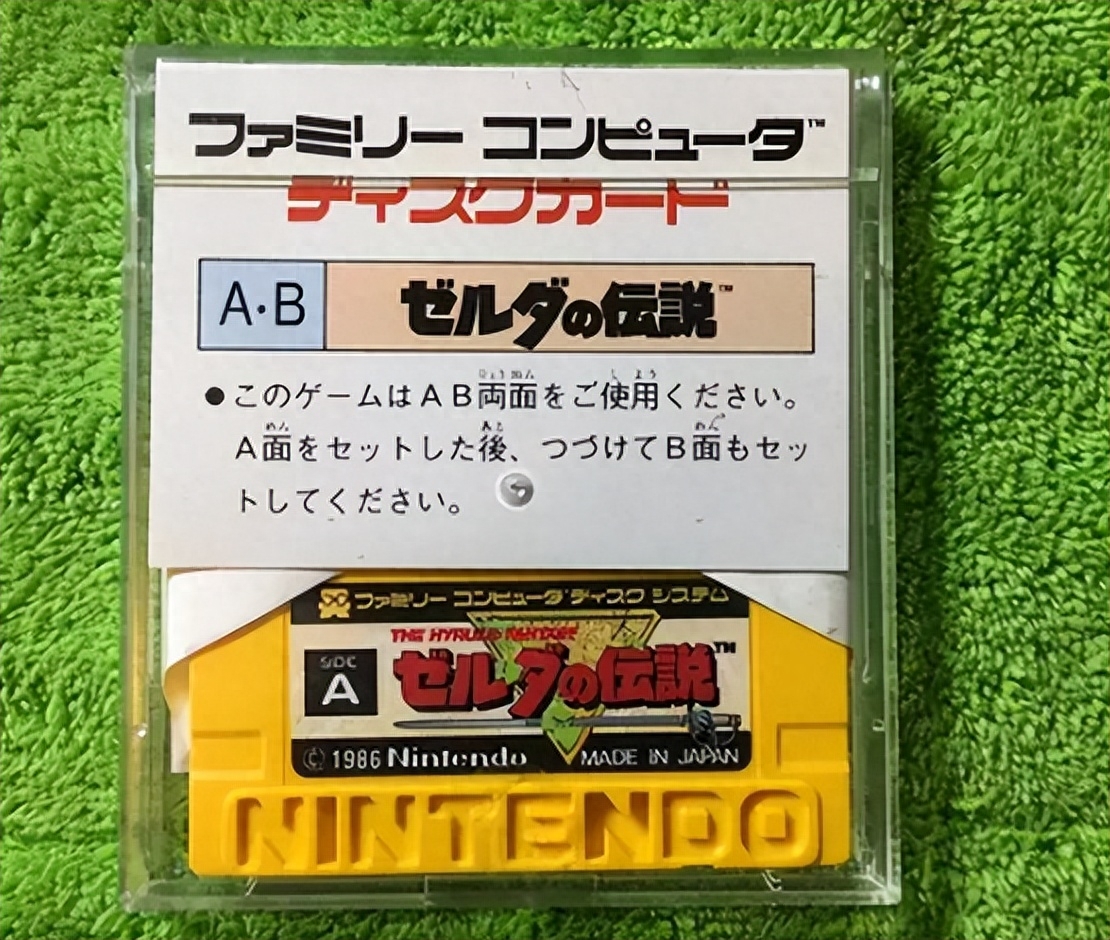 ファミリー コンピュータ™
ディスクカード
A・B
ゼルダの伝説™
●このゲームはＡＢ両面をご使用ください。
Ａ面をセットした後、つづけてＢ面もセッ
トしてください。
ファミリー コンピュータ ディスク システム
THE HYRULE FANTASY
SIDE
A
ゼルダの伝説™
© 1986 Nintendo
MADE IN JAPAN
NINTENDO